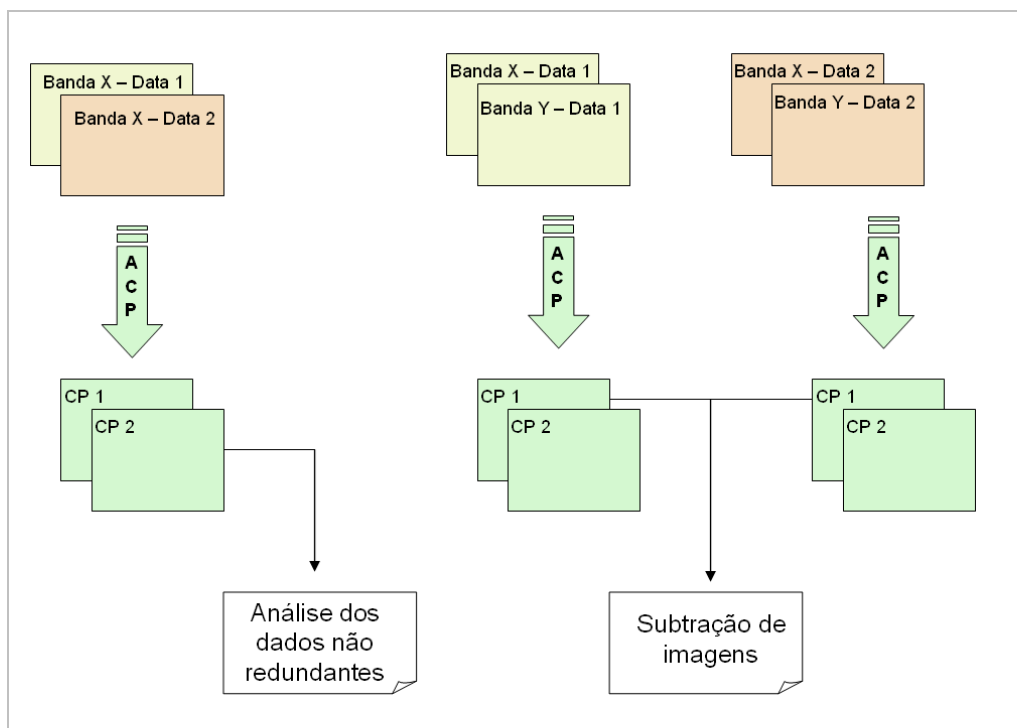 Banda X – Data 1
Banda X – Data 2
A
C
P
CP 1
CP 2
Análise dos
dados não
redundantes
Banda X – Data 1
Banda Y – Data 1
A
C
P
CP 1
CP 2
Banda X – Data 2
Banda Y – Data 2
A
C
P
CP 1
CP 2
Subtração de
imagens